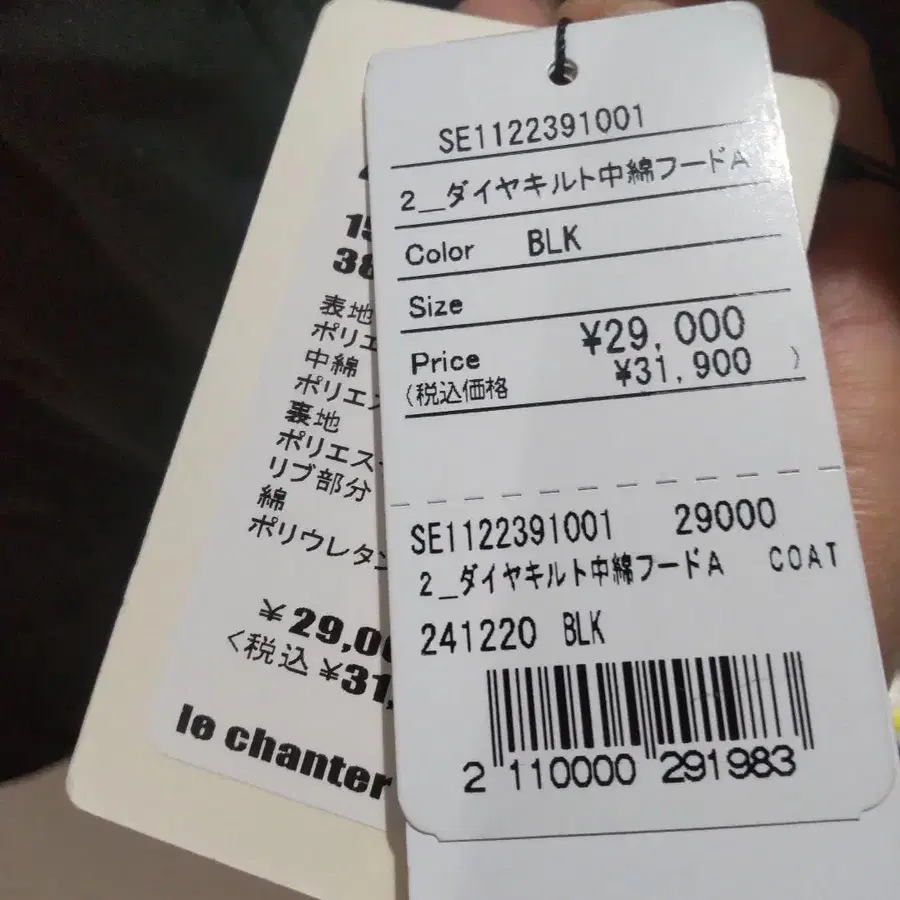 SE1122391001
2_ダイヤキルト中綿フードA
Color BLK
Size
Price ¥29,000
(税込価格 ¥31,900 )
SE1122391001 29000
2_ダイヤキルト中綿フードA COAT
241220 BLK
2 110000 291983
表地
中綿
裏地
リブ部分
綿
le chanter